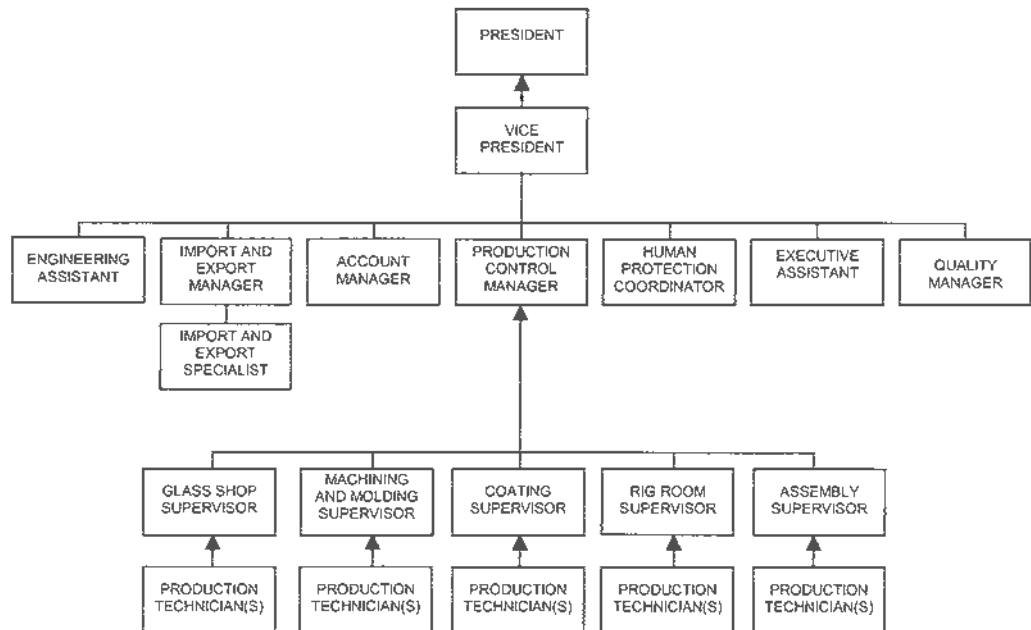 PRESIDENT
VICE
PRESIDENT
ENGINEERING
ASSISTANT
IMPORT AND
EXPORT
MANAGER
ACCOUNT
MANAGER
PRODUCTION
CONTROL
MANAGER
HUMAN
PROTECTION
COORDINATOR
EXECUTIVE
ASSISTANT
QUALITY
MANAGER
IMPORT AND
EXPORT
SPECIALIST
GLASS SHOP
SUPERVISOR
MACHINING
AND MOLDING
SUPERVISOR
COATING
SUPERVISOR
RIG ROOM
SUPERVISOR
ASSEMBLY
SUPERVISOR
PRODUCTION
TECHNICIAN(S)
PRODUCTION
TECHNICIAN(S)
PRODUCTION
TECHNICIAN(S)
PRODUCTION
TECHNICIAN(S)
PRODUCTION
TECHNICIAN(S)